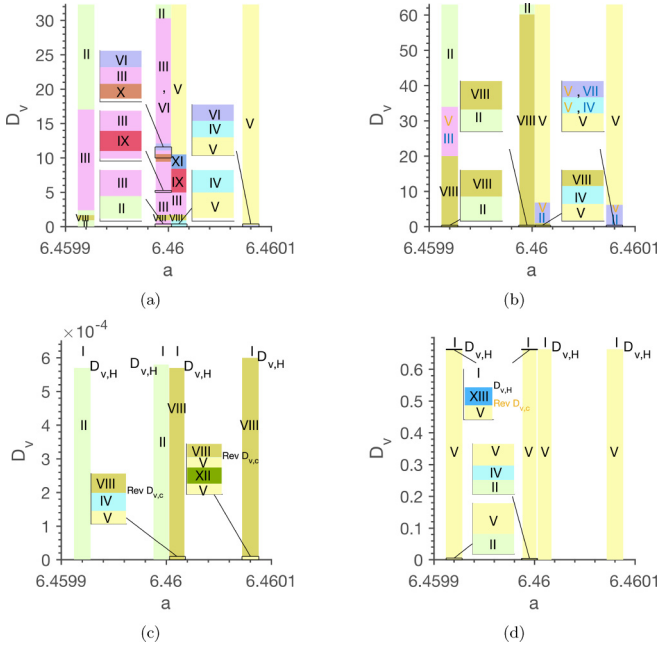 II
II
30
VI
III
X
III
,
VI
VI
IV
V
25
20
V
V
D_v
15
III
IX
III
XI
IX
III
10
III
II
IV
V
5
III
VIII
II
VIII
VIII
0
6.4599
6.46
6.4601
a
(a)
II
II
60
50
VIII
II
V , VII
V , IV
V
40
V
III
VIII
V
V
D_v
30
20
VIII
II
VIII
IV
V
VIII
10
V
II
V
II
0
6.4599
6.46
6.4601
a
(b)
×10^-4
I
D_v,H
I
D_v,H
I
I
D_v,H
6
5
II
VIII
VIII
4
II
D_v
3
VIII
IV
V
Rev D_v,c
VIII
V
XII
V
Rev D_v,c
2
1
0
6.4599
6.46
6.4601
a
(c)
I
D_v,H
I
I
D_v,H
I
D_v,H
0.6
I
XIII
V
D_v,H
Rev D_v,c
0.5
0.4
V
V
V
V
V
IV
II
D_v
0.3
0.2
V
II
0.1
0
6.4599
6.46
6.4601
a
(d)